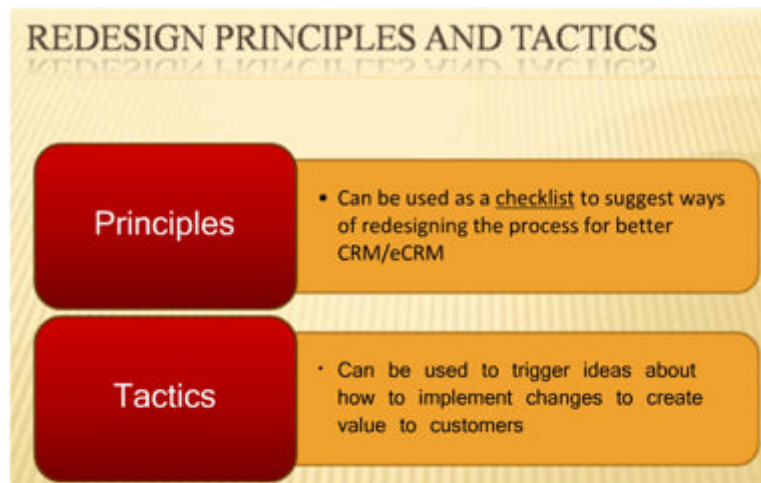 REDESIGN PRINCIPLES AND TACTICS
Principles
• Can be used as a checklist to suggest ways
of redesigning the process for better
CRM/eCRM
Tactics
• Can be used to trigger ideas about
how to implement changes to create
value to customers